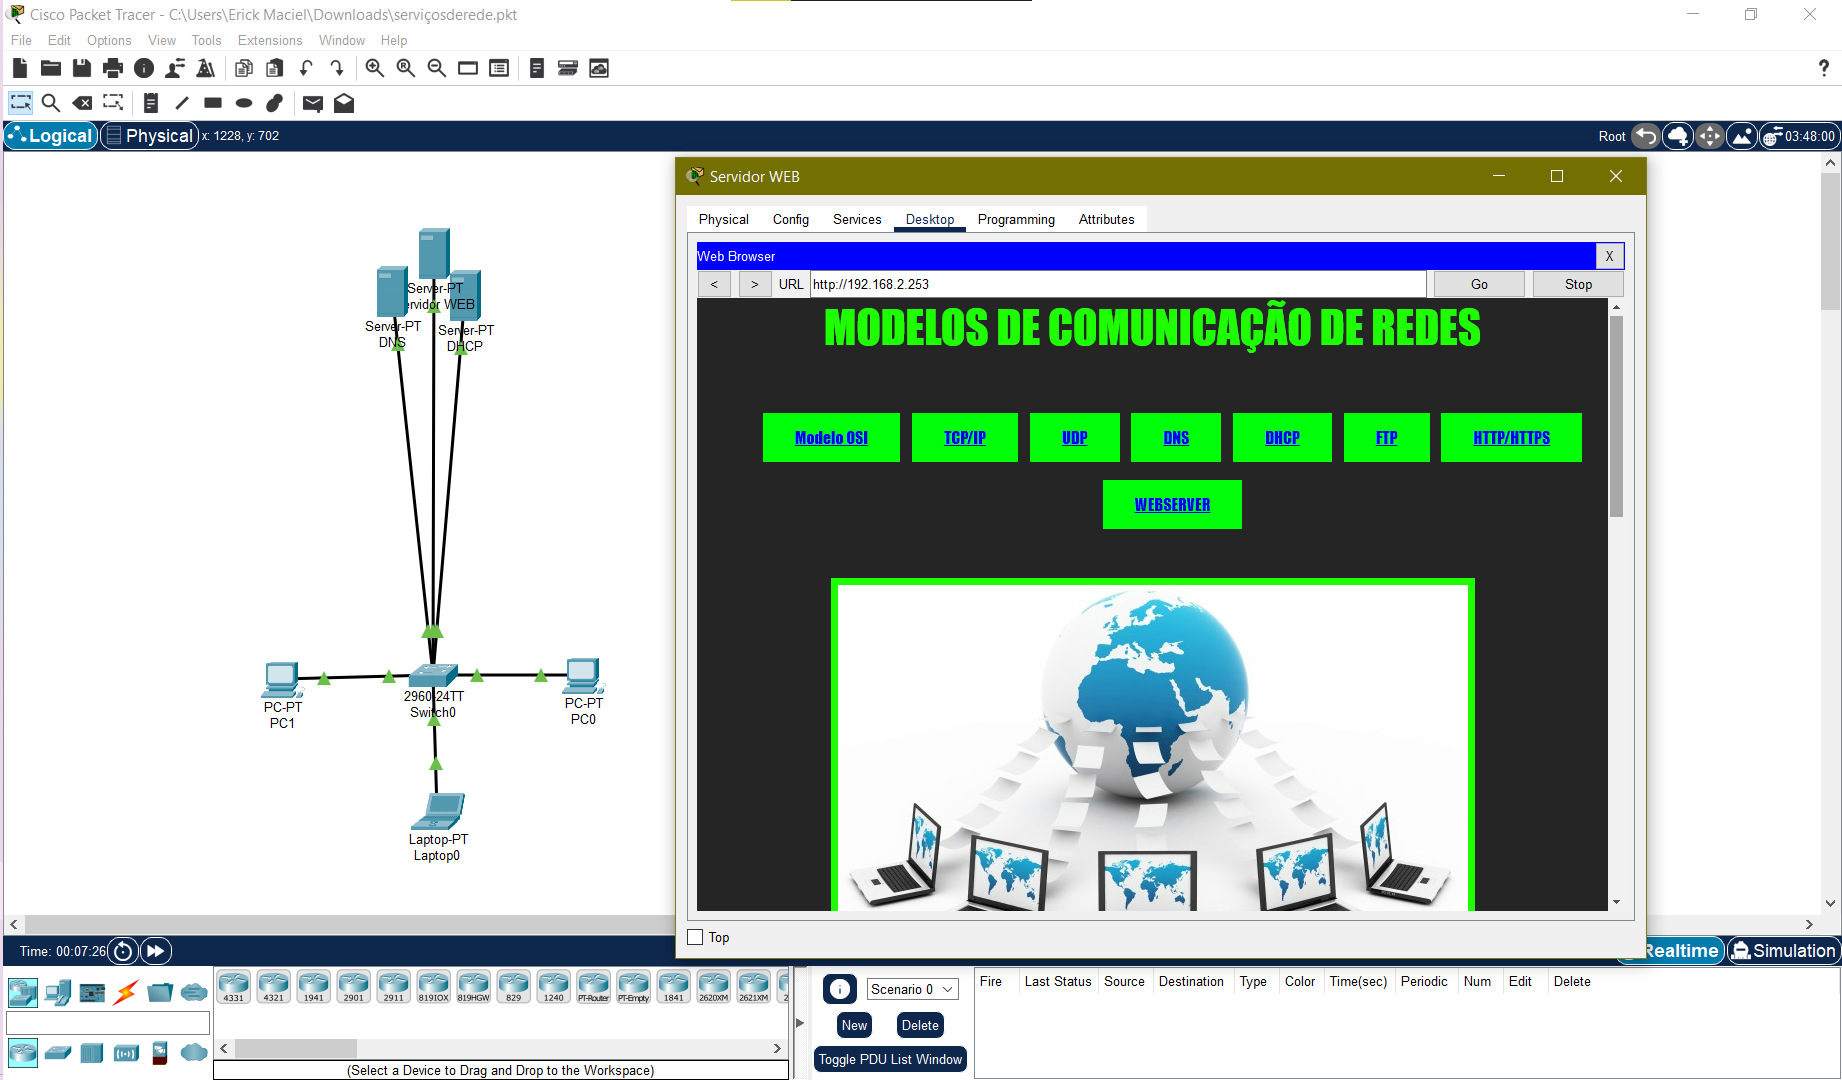 Cisco Packet Tracer - C:\Users\Erick Maciel\Downloads\serviçosderede.pkt
File Edit Options View Tools Extensions Window Help
Logical Physical x: 1228, y: 702
Root 03:48:00
Server-PT
ervidor WEB
Server-PT
DNS
Server-PT
DHCP
PC-PT
PC1
2960-24TT
Switch0
PC-PT
PC0
Laptop-PT
Laptop0
Servidor WEB
Physical Config Services Desktop Programming Attributes
Web Browser X
< > URL http://192.168.2.253 Go Stop
MODELOS DE COMUNICAÇÃO DE REDES
Modelo OSI TCP/IP UDP DNS DHCP FTP HTTP/HTTPS
WEBSERVER
Top
Time: 00:07:26
Realtime Simulation
4331 4321 1941 2901 2911 819IOX 819HGW 829 1240 PT-Router PT-Empty 1841 2620XM 2621XM 2
(Select a Device to Drag and Drop to the Workspace)
Scenario 0
New Delete
Toggle PDU List Window
Fire Last Status Source Destination Type Color Time(sec) Periodic Num Edit Delete